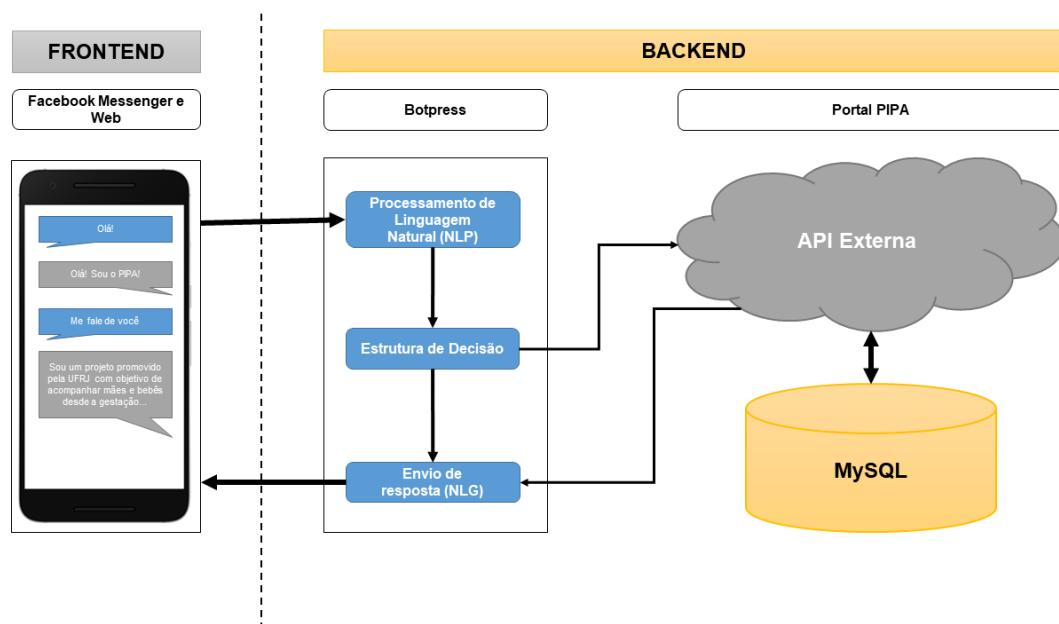 FRONTEND
BACKEND
Facebook Messenger e
Web
Botpress
Portal PIPA
Olá!
Olá! Sou o PIPA!
Me fale de você
Sou um projeto promovido
pela UFRJ com objetivo de
acompanhar mães e bebês
desde a gestação...
Processamento de
Linguagem
Natural (NLP)
Estrutura de Decisão
Envio de
resposta (NLG)
API Externa
MySQL